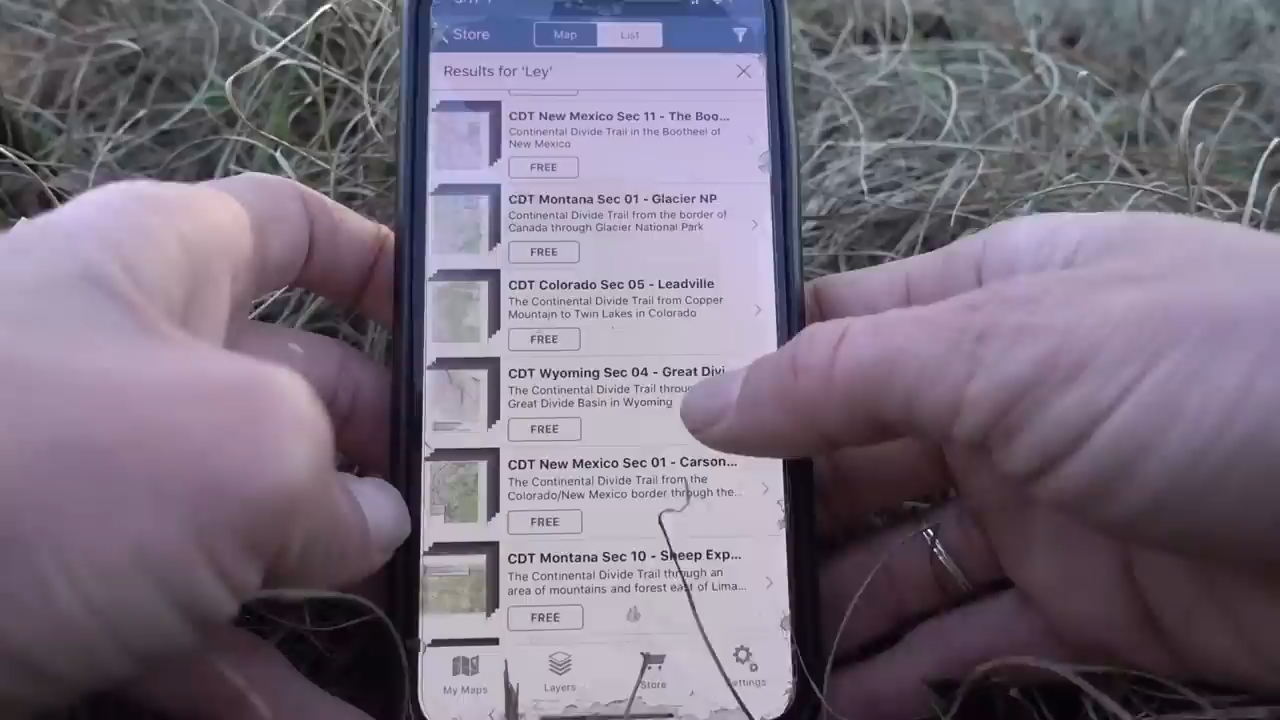 Store
Map
List
Results for 'Ley'
CDT New Mexico Sec 11 - The Boo...
Continental Divide Trail in the Bootheel of
New Mexico
FREE
CDT Montana Sec 01 - Glacier NP
Continental Divide Trail from the border of
Canada through Glacier National Park
FREE
CDT Colorado Sec 05 - Leadville
The Continental Divide Trail from Copper
Mountain to Twin Lakes in Colorado
FREE
CDT Wyoming Sec 04 - Great Divi
The Continental Divide Trail
Great Divide Basin in Wyoming
FREE
CDT New Mexico Sec 01 - Carson...
The Continental Divide Trail from the
Colorado/New Mexico border through the...
FREE
CDT Montana Sec 10 - Sheep Exp...
The Continental Divide Trail through an
area of mountains and forest east of Lima...
FREE
My Maps
Layers
Store
Settings